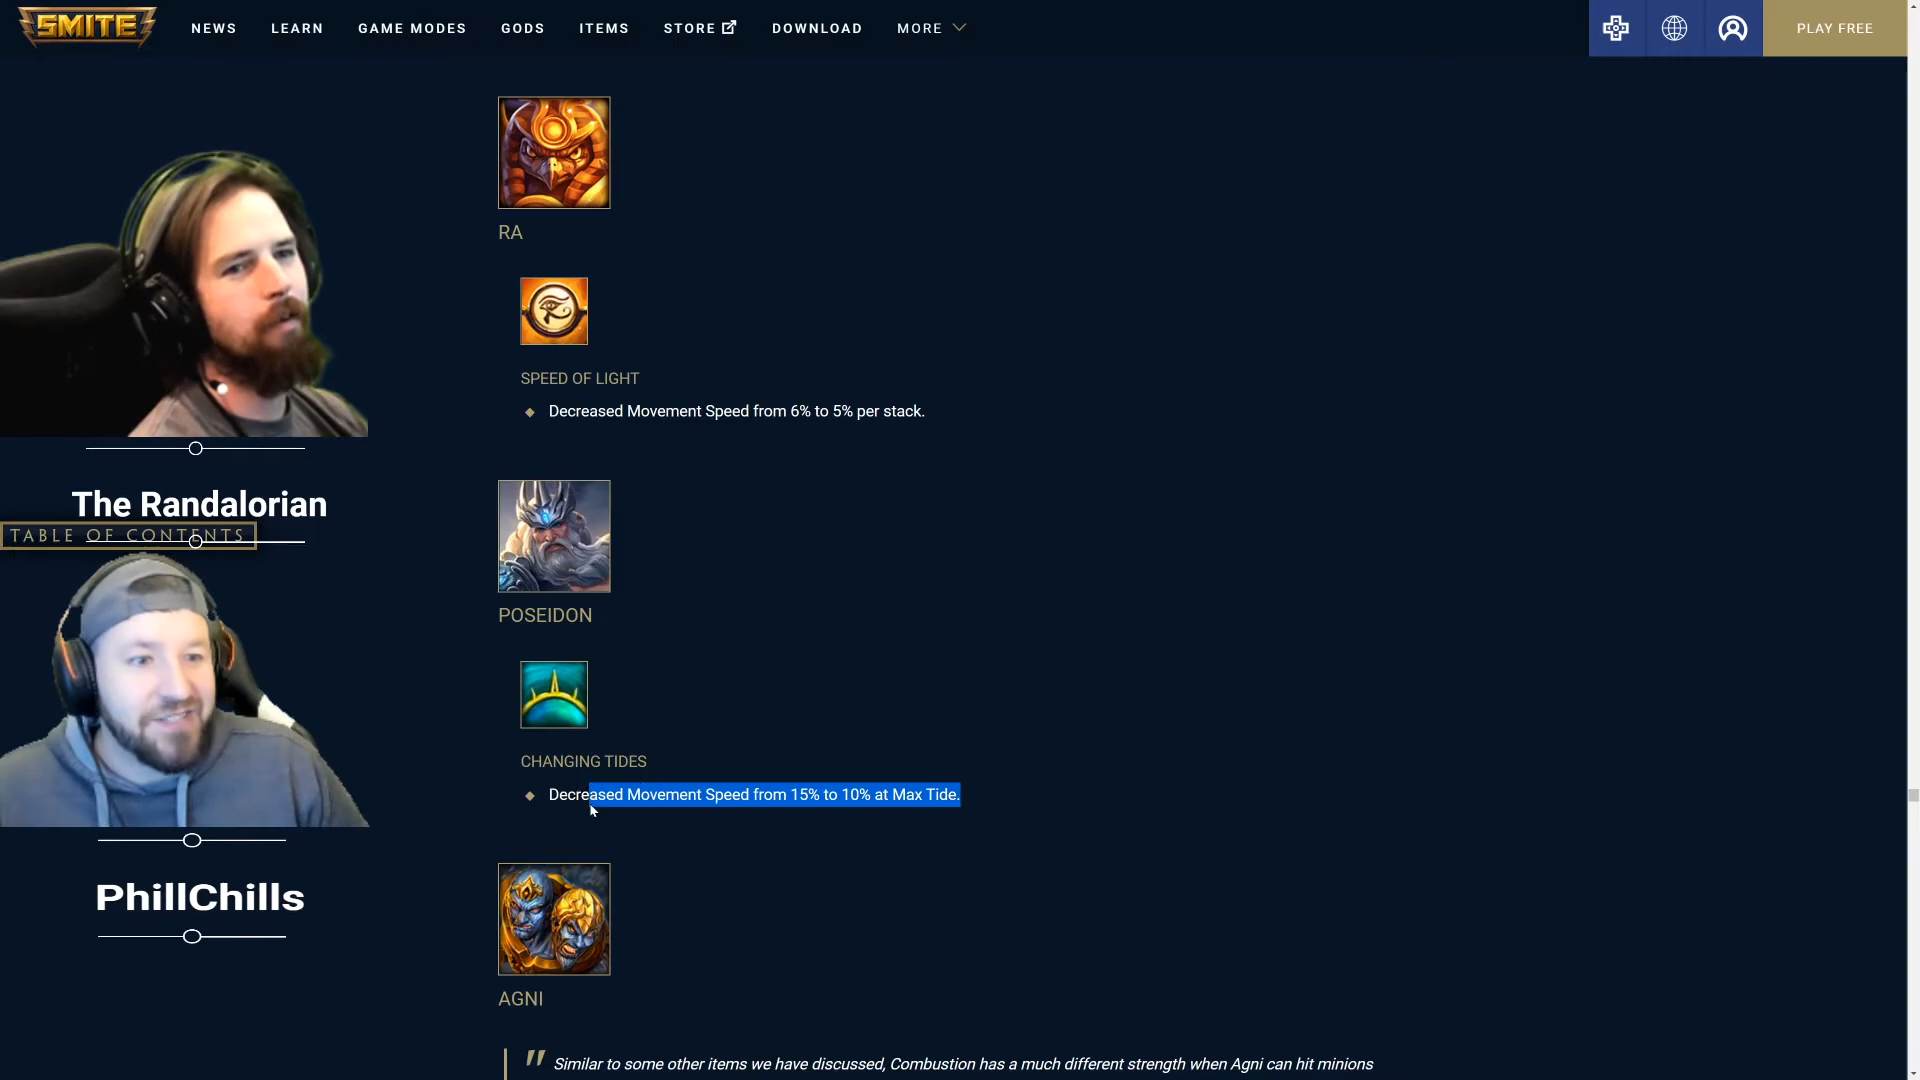 SMITE
NEWS LEARN GAME MODES GODS ITEMS STORE DOWNLOAD MORE PLAY FREE
RA
SPEED OF LIGHT
Decreased Movement Speed from 6% to 5% per stack.
The Randalorian
TABLE OF CONTENTS
POSEIDON
CHANGING TIDES
Decreased Movement Speed from 15% to 10% at Max Tide.
PhillChills
AGNI
" Similar to some other items we have discussed, Combustion has a much different strength when Agni can hit minions